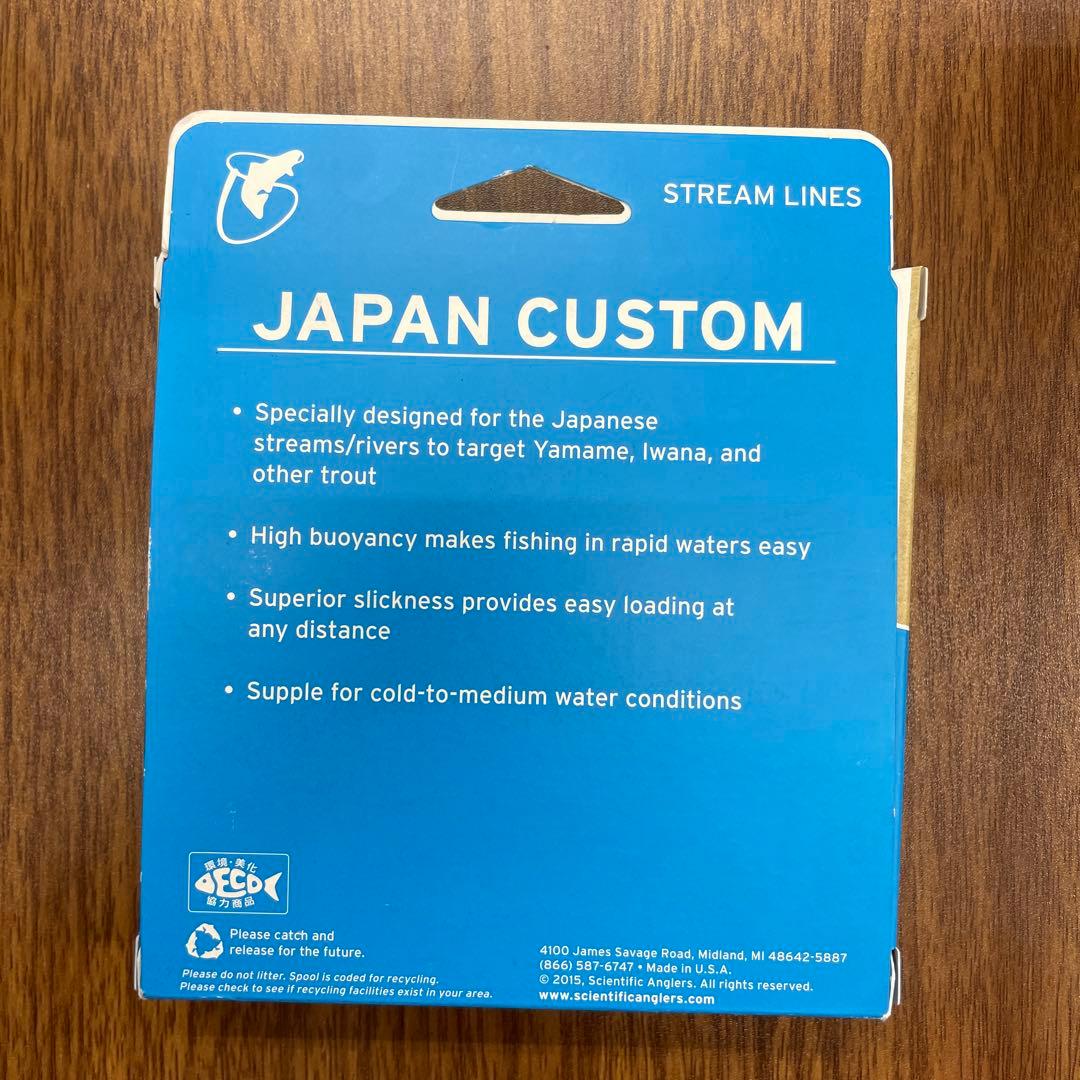 STREAM LINES
JAPAN CUSTOM
• Specially designed for the Japanese
streams/rivers to target Yamame, Iwana, and
other trout
• High buoyancy makes fishing in rapid waters easy
• Superior slickness provides easy loading at
any distance
• Supple for cold-to-medium water conditions
環境・美化
ECO
協力商品
Please catch and
release for the future.
Please do not litter. Spool is coded for recycling.
Please check to see if recycling facilities exist in your area.
4100 James Savage Road, Midland, MI 48642-5887
(866) 587-6747 • Made in U.S.A.
© 2015, Scientific Anglers. All rights reserved.
www.scientificanglers.com